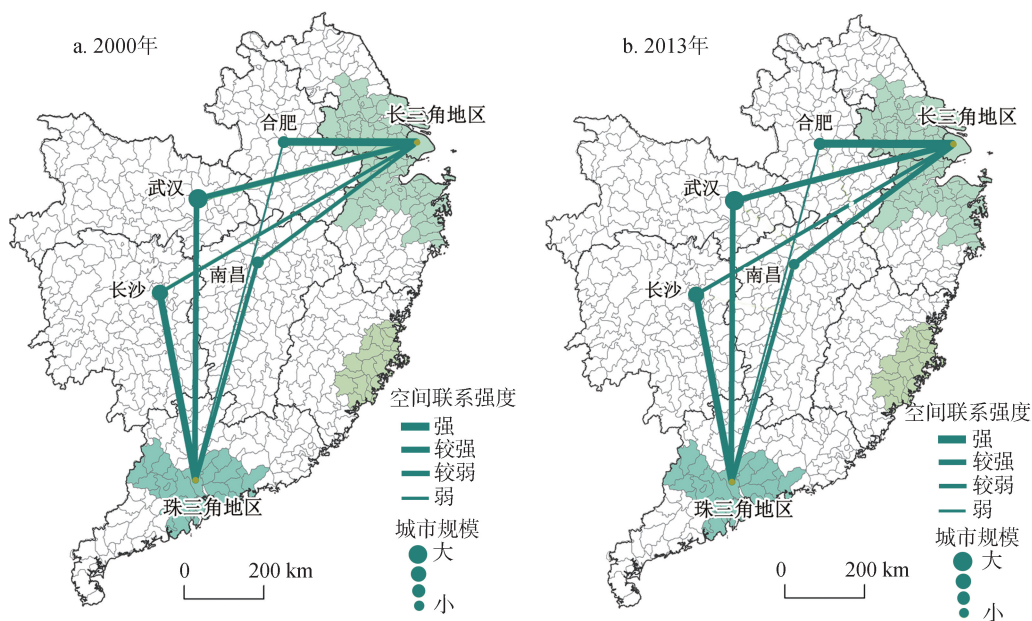 a. 2000年
长三角地区
合肥
武汉
南昌
长沙
珠三角地区
空间联系强度
强
较强
较弱
弱
城市规模
大
小
0 200 km
b. 2013年
长三角地区
合肥
武汉
南昌
长沙
珠三角地区
空间联系强度
强
较强
较弱
弱
城市规模
大
小
0 200 km